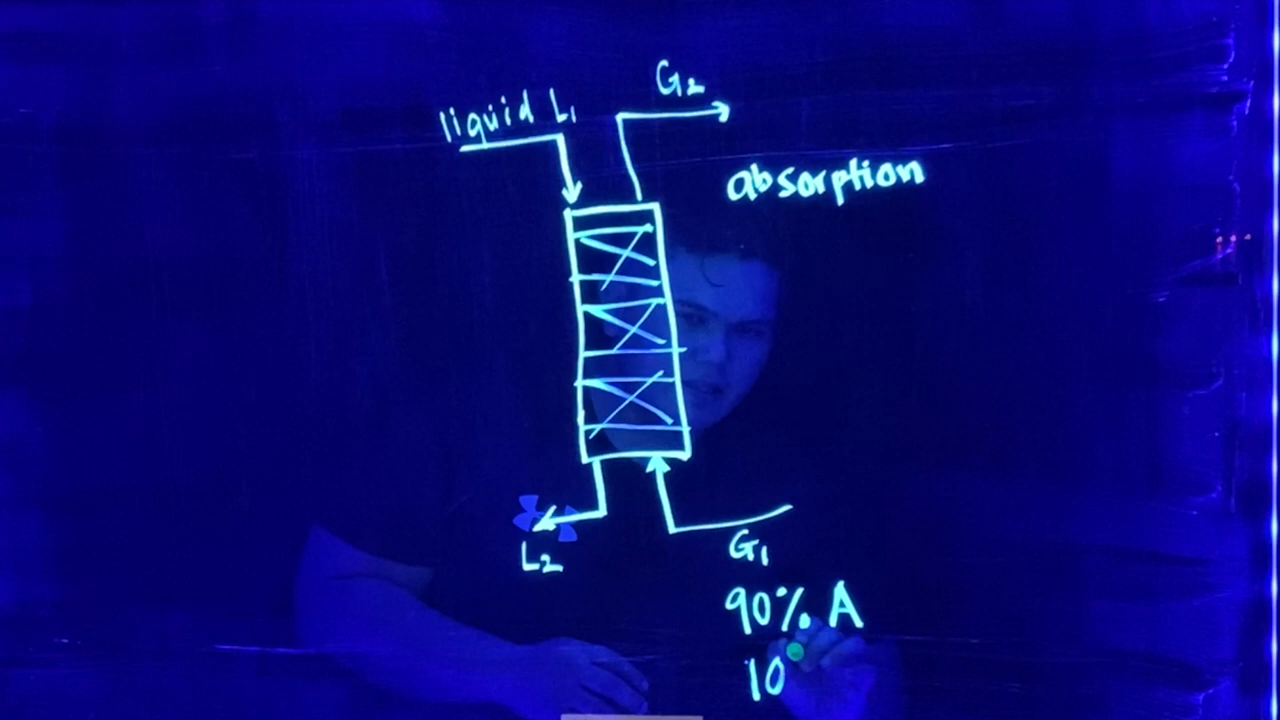 G₂
liquid L₁
absorption
L₂
G₁
90% A
10